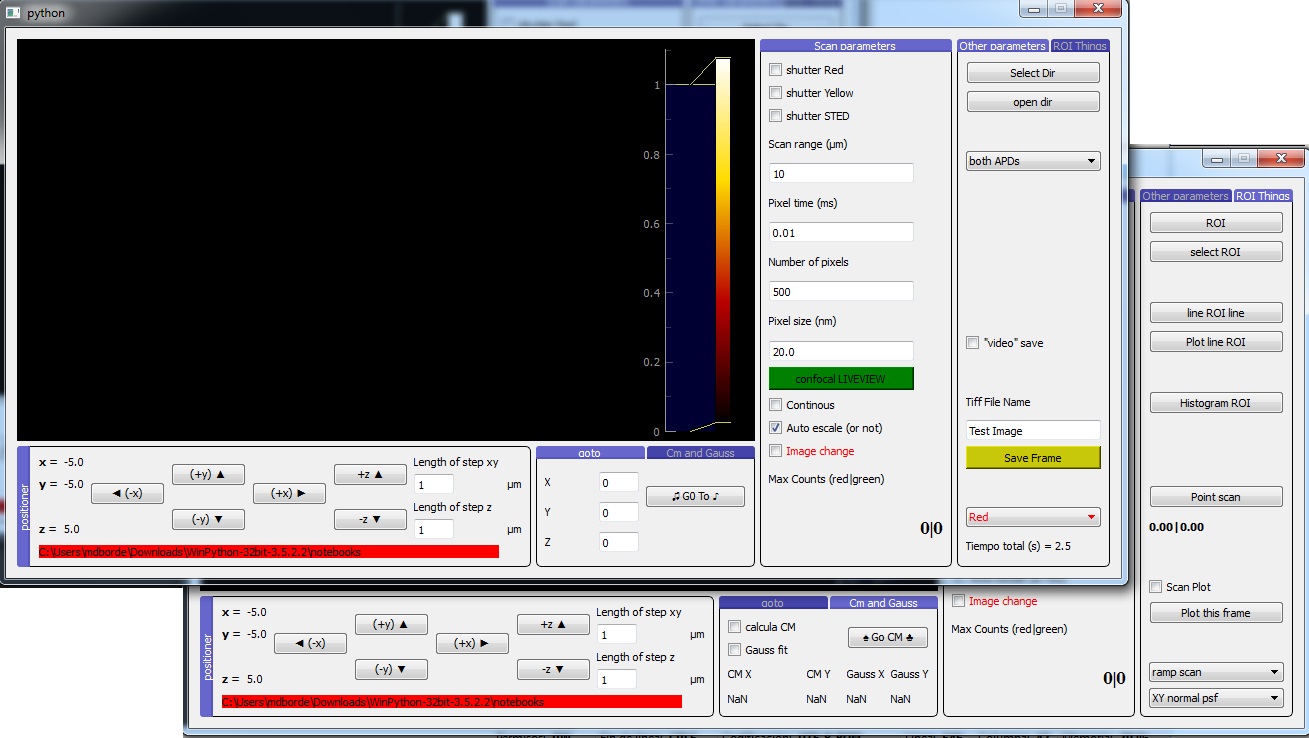 python
Scan parameters
shutter Red
shutter Yellow
shutter STED
Scan range (µm)
10
Pixel time (ms)
0.01
Number of pixels
500
Pixel size (nm)
20.0
confocal LIVEVIEW
Continous
Auto escale (or not)
Image change
Max Counts (red|green)
0|0
Other parameters ROI Things
Select Dir
open dir
both APDs
"video" save
Tiff File Name
Test Image
Save Frame
Red
Tiempo total (s) = 2.5
1
0.8
0.6
0.4
0.2
0
positioner
x = -5.0
y = -5.0
z = 5.0
◄ (-x)
(+y) ▲
(-y) ▼
(+x) ►
+z ▲
-z ▼
Length of step xy
1 µm
Length of step z
1 µm
C:\Users\mdborde\Downloads\WinPython-32bit-3.5.2.2\notebooks
goto Cm and Gauss
X 0
Y 0
Z 0
♫ G0 To ♪
Other parameters ROI Things
ROI
select ROI
line ROI line
Plot line ROI
Histogram ROI
Point scan
0.00|0.00
Scan Plot
Plot this frame
ramp scan
XY normal psf
Image change
Max Counts (red|green)
0|0
positioner
x = -5.0
y = -5.0
z = 5.0
◄ (-x)
(+y) ▲
(-y) ▼
(+x) ►
+z ▲
-z ▼
Length of step xy
1 µm
Length of step z
1 µm
C:\Users\mdborde\Downloads\WinPython-32bit-3.5.2.2\notebooks
goto Cm and Gauss
calcula CM
Gauss fit
♠ Go CM ♣
CM X CM Y Gauss X Gauss Y
NaN NaN NaN NaN